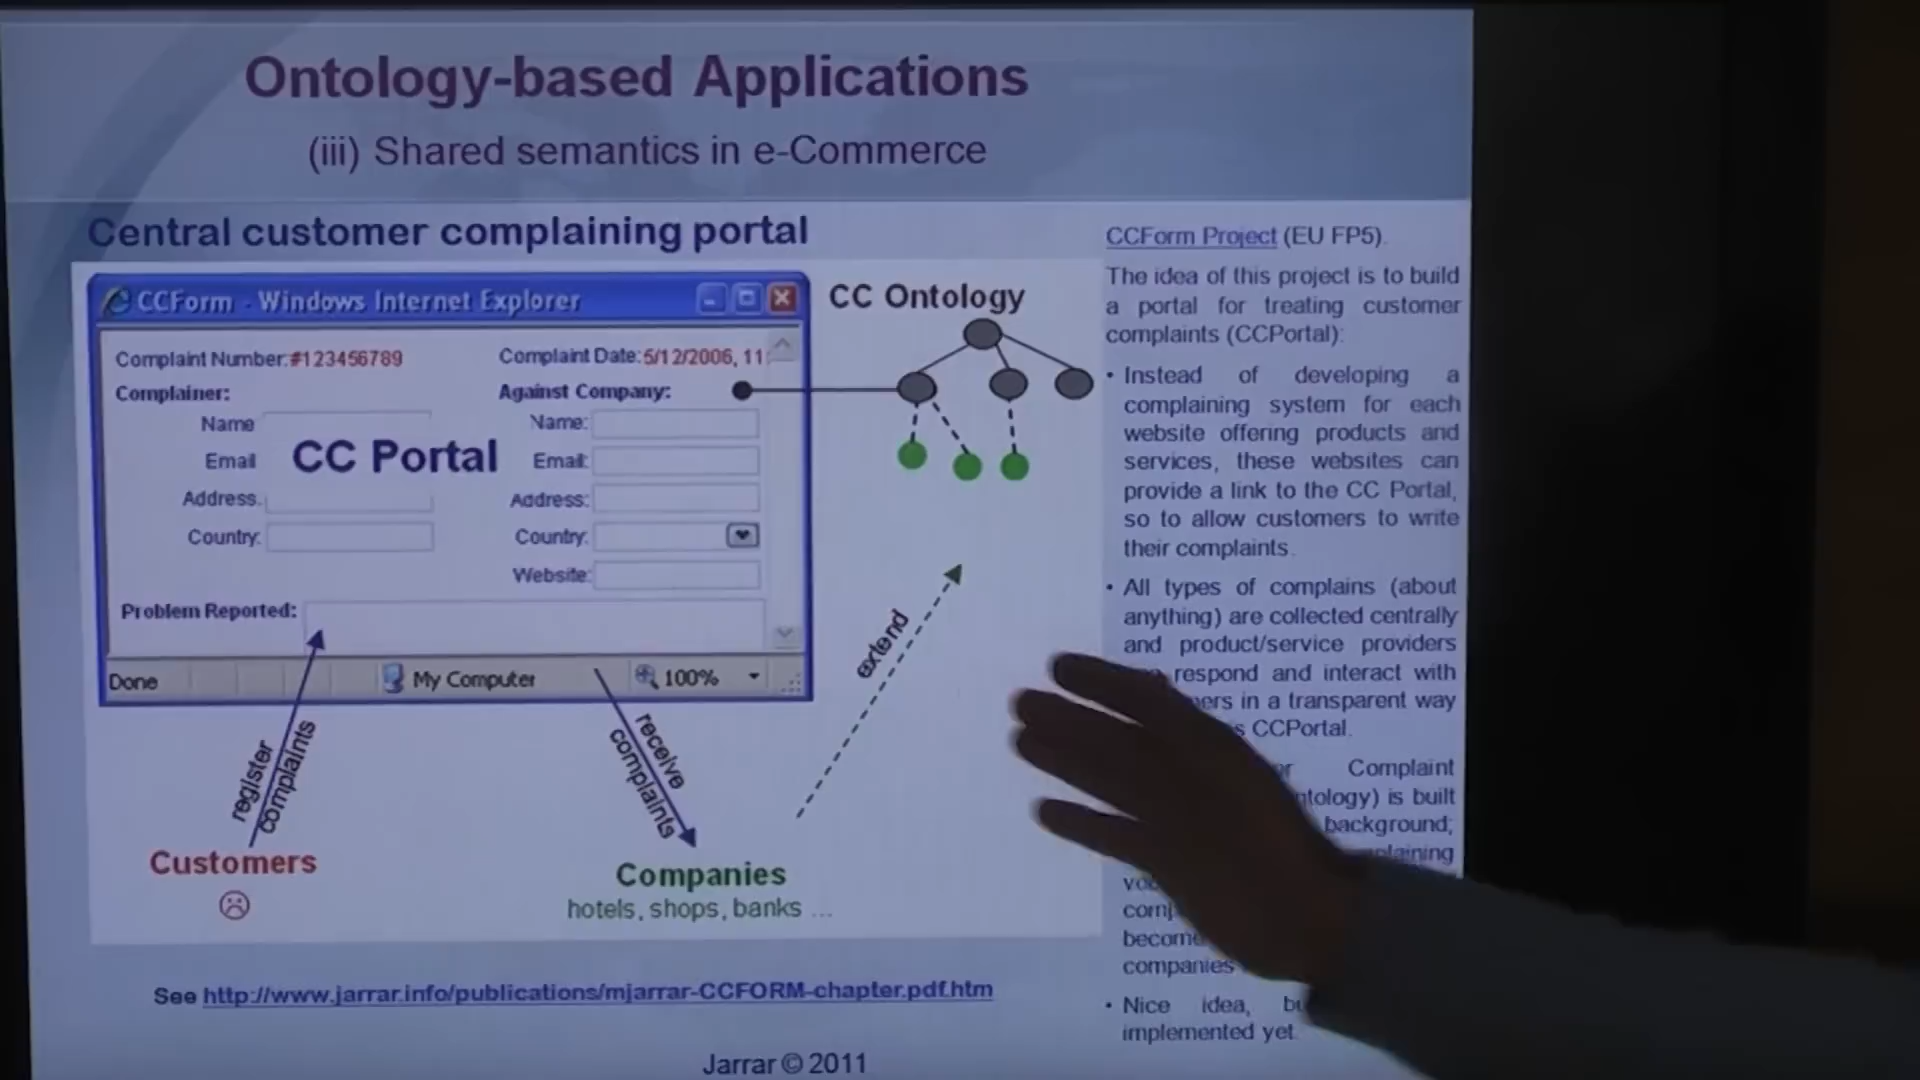 Ontology-based Applications
(iii) Shared semantics in e-Commerce
Central customer complaining portal
CCForm - Windows Internet Explorer
Complaint Number:#123456789
Complaint Date:5/12/2006, 11:
Complainer:
Against Company:
Name
Name:
CC Portal
Email
Email:
Address.
Address:
Country:
Country:
Website:
Problem Reported:
Done
My Computer
100%
CC Ontology
extend
register
complaints
receive
complaints
Customers
Companies
hotels, shops, banks ...
CCForm Project (EU FP5).
The idea of this project is to build
a portal for treating customer
complaints (CCPortal):
• Instead of developing a
complaining system for each
website offering products and
services, these websites can
provide a link to the CC Portal,
so to allow customers to write
their complaints.
• All types of complains (about
anything) are collected centrally
and product/service providers
respond and interact with
in a transparent way
CCPortal.
Complaint
is built
background;
become
companies
• Nice idea,
implemented yet.
See http://www.jarrar.info/publications/mjarrar-CCFORM-chapter.pdf.htm
Jarrar © 2011